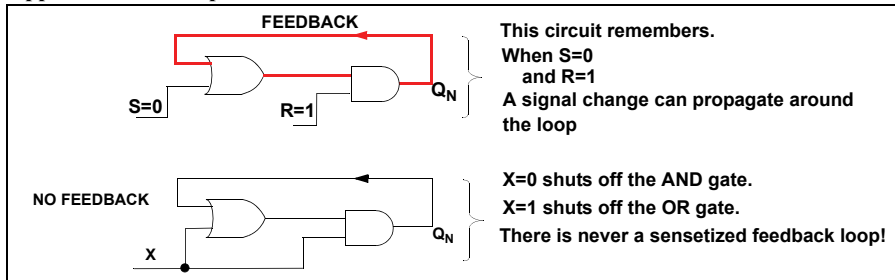 FEEDBACK
S=0
R=1
QN
This circuit remembers.
When S=0
and R=1
A signal change can propagate around
the loop
NO FEEDBACK
X
QN
X=0 shuts off the AND gate.
X=1 shuts off the OR gate.
There is never a sensetized feedback loop!